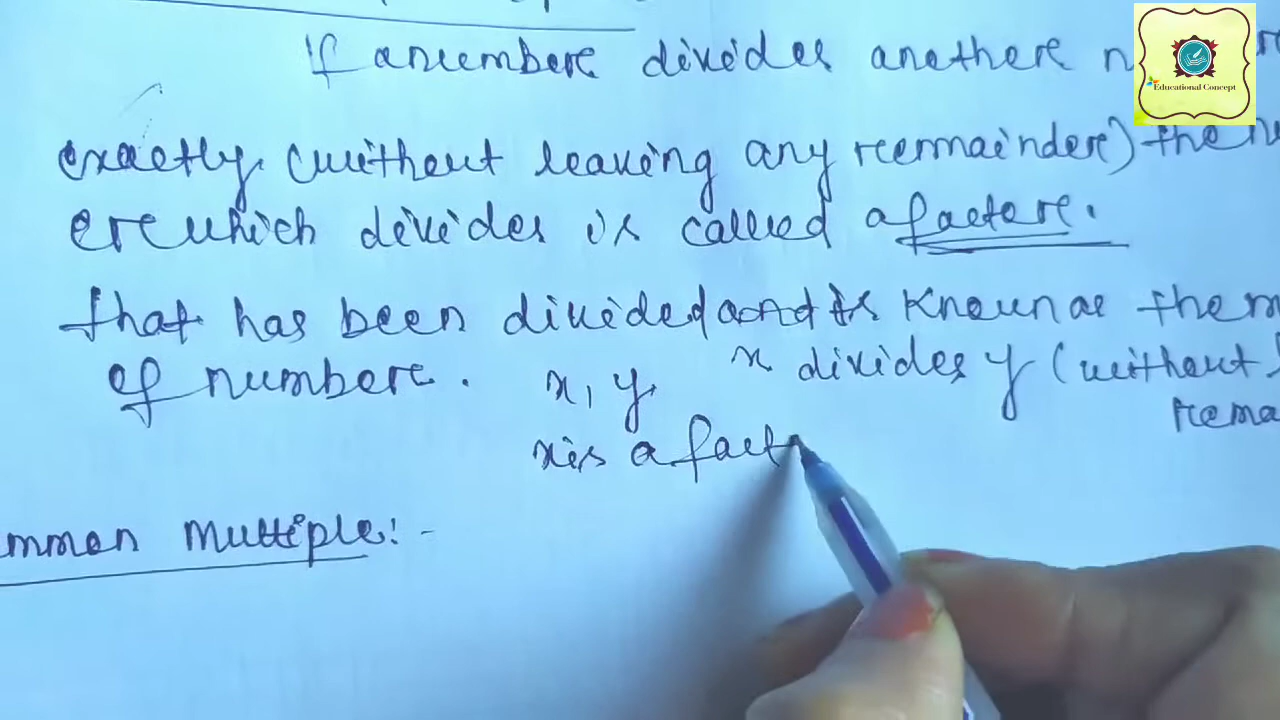 If a number divides another n
Educational Concept
exactly (without leaving any remainder) then
er which divides is called a factor.
that has been divided and is known as the m
of number. x, y x divides y (without
rema
x is a fact
mmon Multiple:-